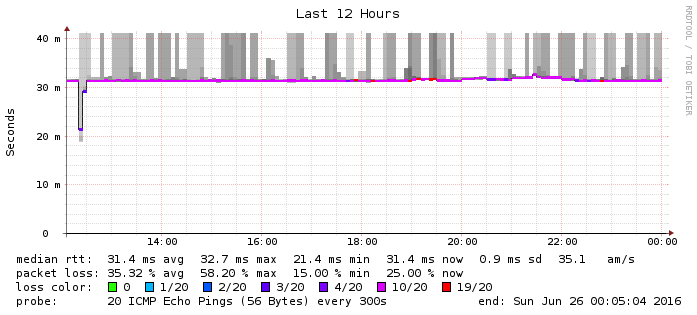 Last 12 Hours
RRDTOOL / TOBI OETIKER
Seconds
40 m
30 m
20 m
10 m
0
14:00 16:00 18:00 20:00 22:00 00:00
median rtt: 31.4 ms avg 32.7 ms max 21.4 ms min 31.4 ms now 0.9 ms sd 35.1 am/s
packet loss: 35.32 % avg 58.20 % max 15.00 % min 25.00 % now
loss color: 0 1/20 2/20 3/20 4/20 10/20 19/20
probe: 20 ICMP Echo Pings (56 Bytes) every 300s end: Sun Jun 26 00:05:04 2016